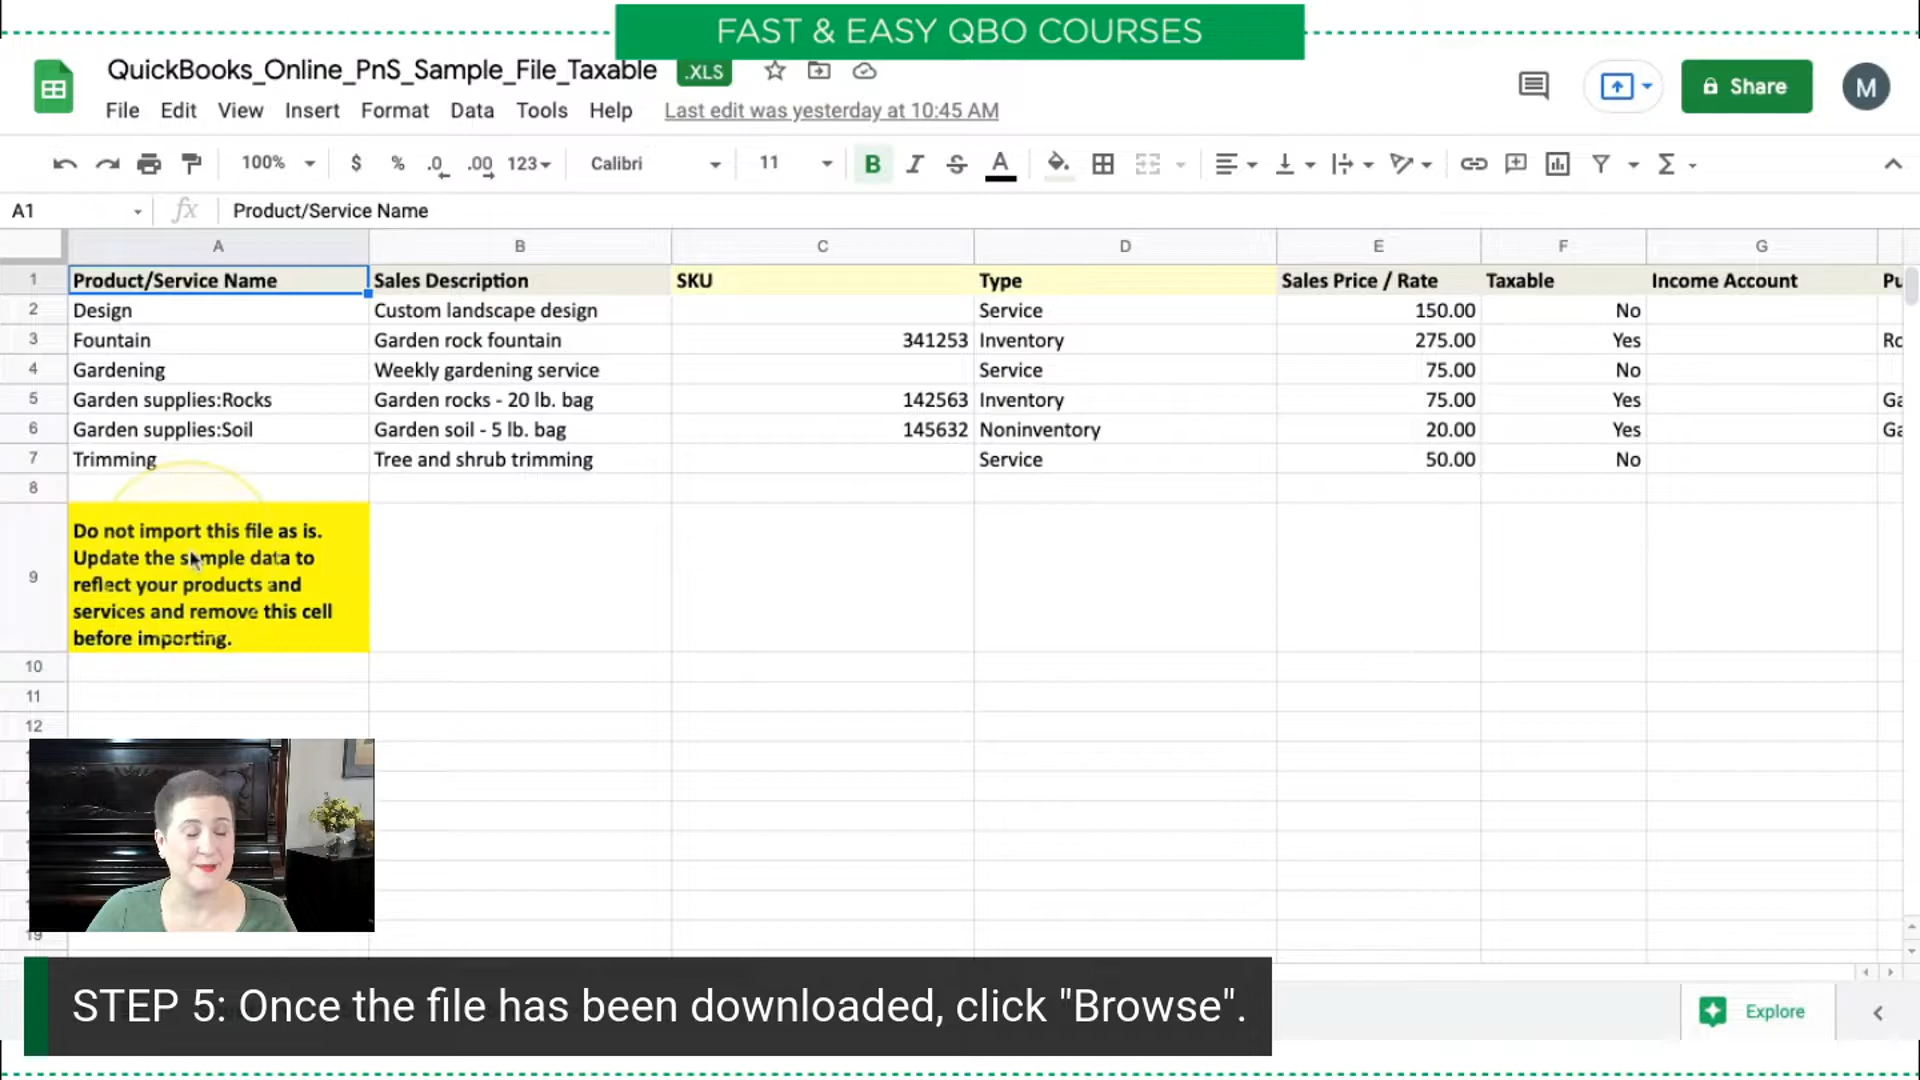 FAST & EASY QBO COURSES
QuickBooks_Online_PnS_Sample_File_Taxable .XLS
File Edit View Insert Format Data Tools Help Last edit was yesterday at 10:45 AM
Share
M
100% $ % .0 .00 123 Calibri 11 B I S A
A1 fx Product/Service Name
A B C D E F G
1 Product/Service Name Sales Description SKU Type Sales Price / Rate Taxable Income Account Pu
2 Design Custom landscape design Service 150.00 No
3 Fountain Garden rock fountain 341253 Inventory 275.00 Yes Ro
4 Gardening Weekly gardening service Service 75.00 No
5 Garden supplies:Rocks Garden rocks - 20 lb. bag 142563 Inventory 75.00 Yes Ga
6 Garden supplies:Soil Garden soil - 5 lb. bag 145632 Noninventory 20.00 Yes Ga
7 Trimming Tree and shrub trimming Service 50.00 No
8
9
Do not import this file as is.
Update the sample data to
reflect your products and
services and remove this cell
before importing.
10
11
12
19
STEP 5: Once the file has been downloaded, click "Browse".
Explore